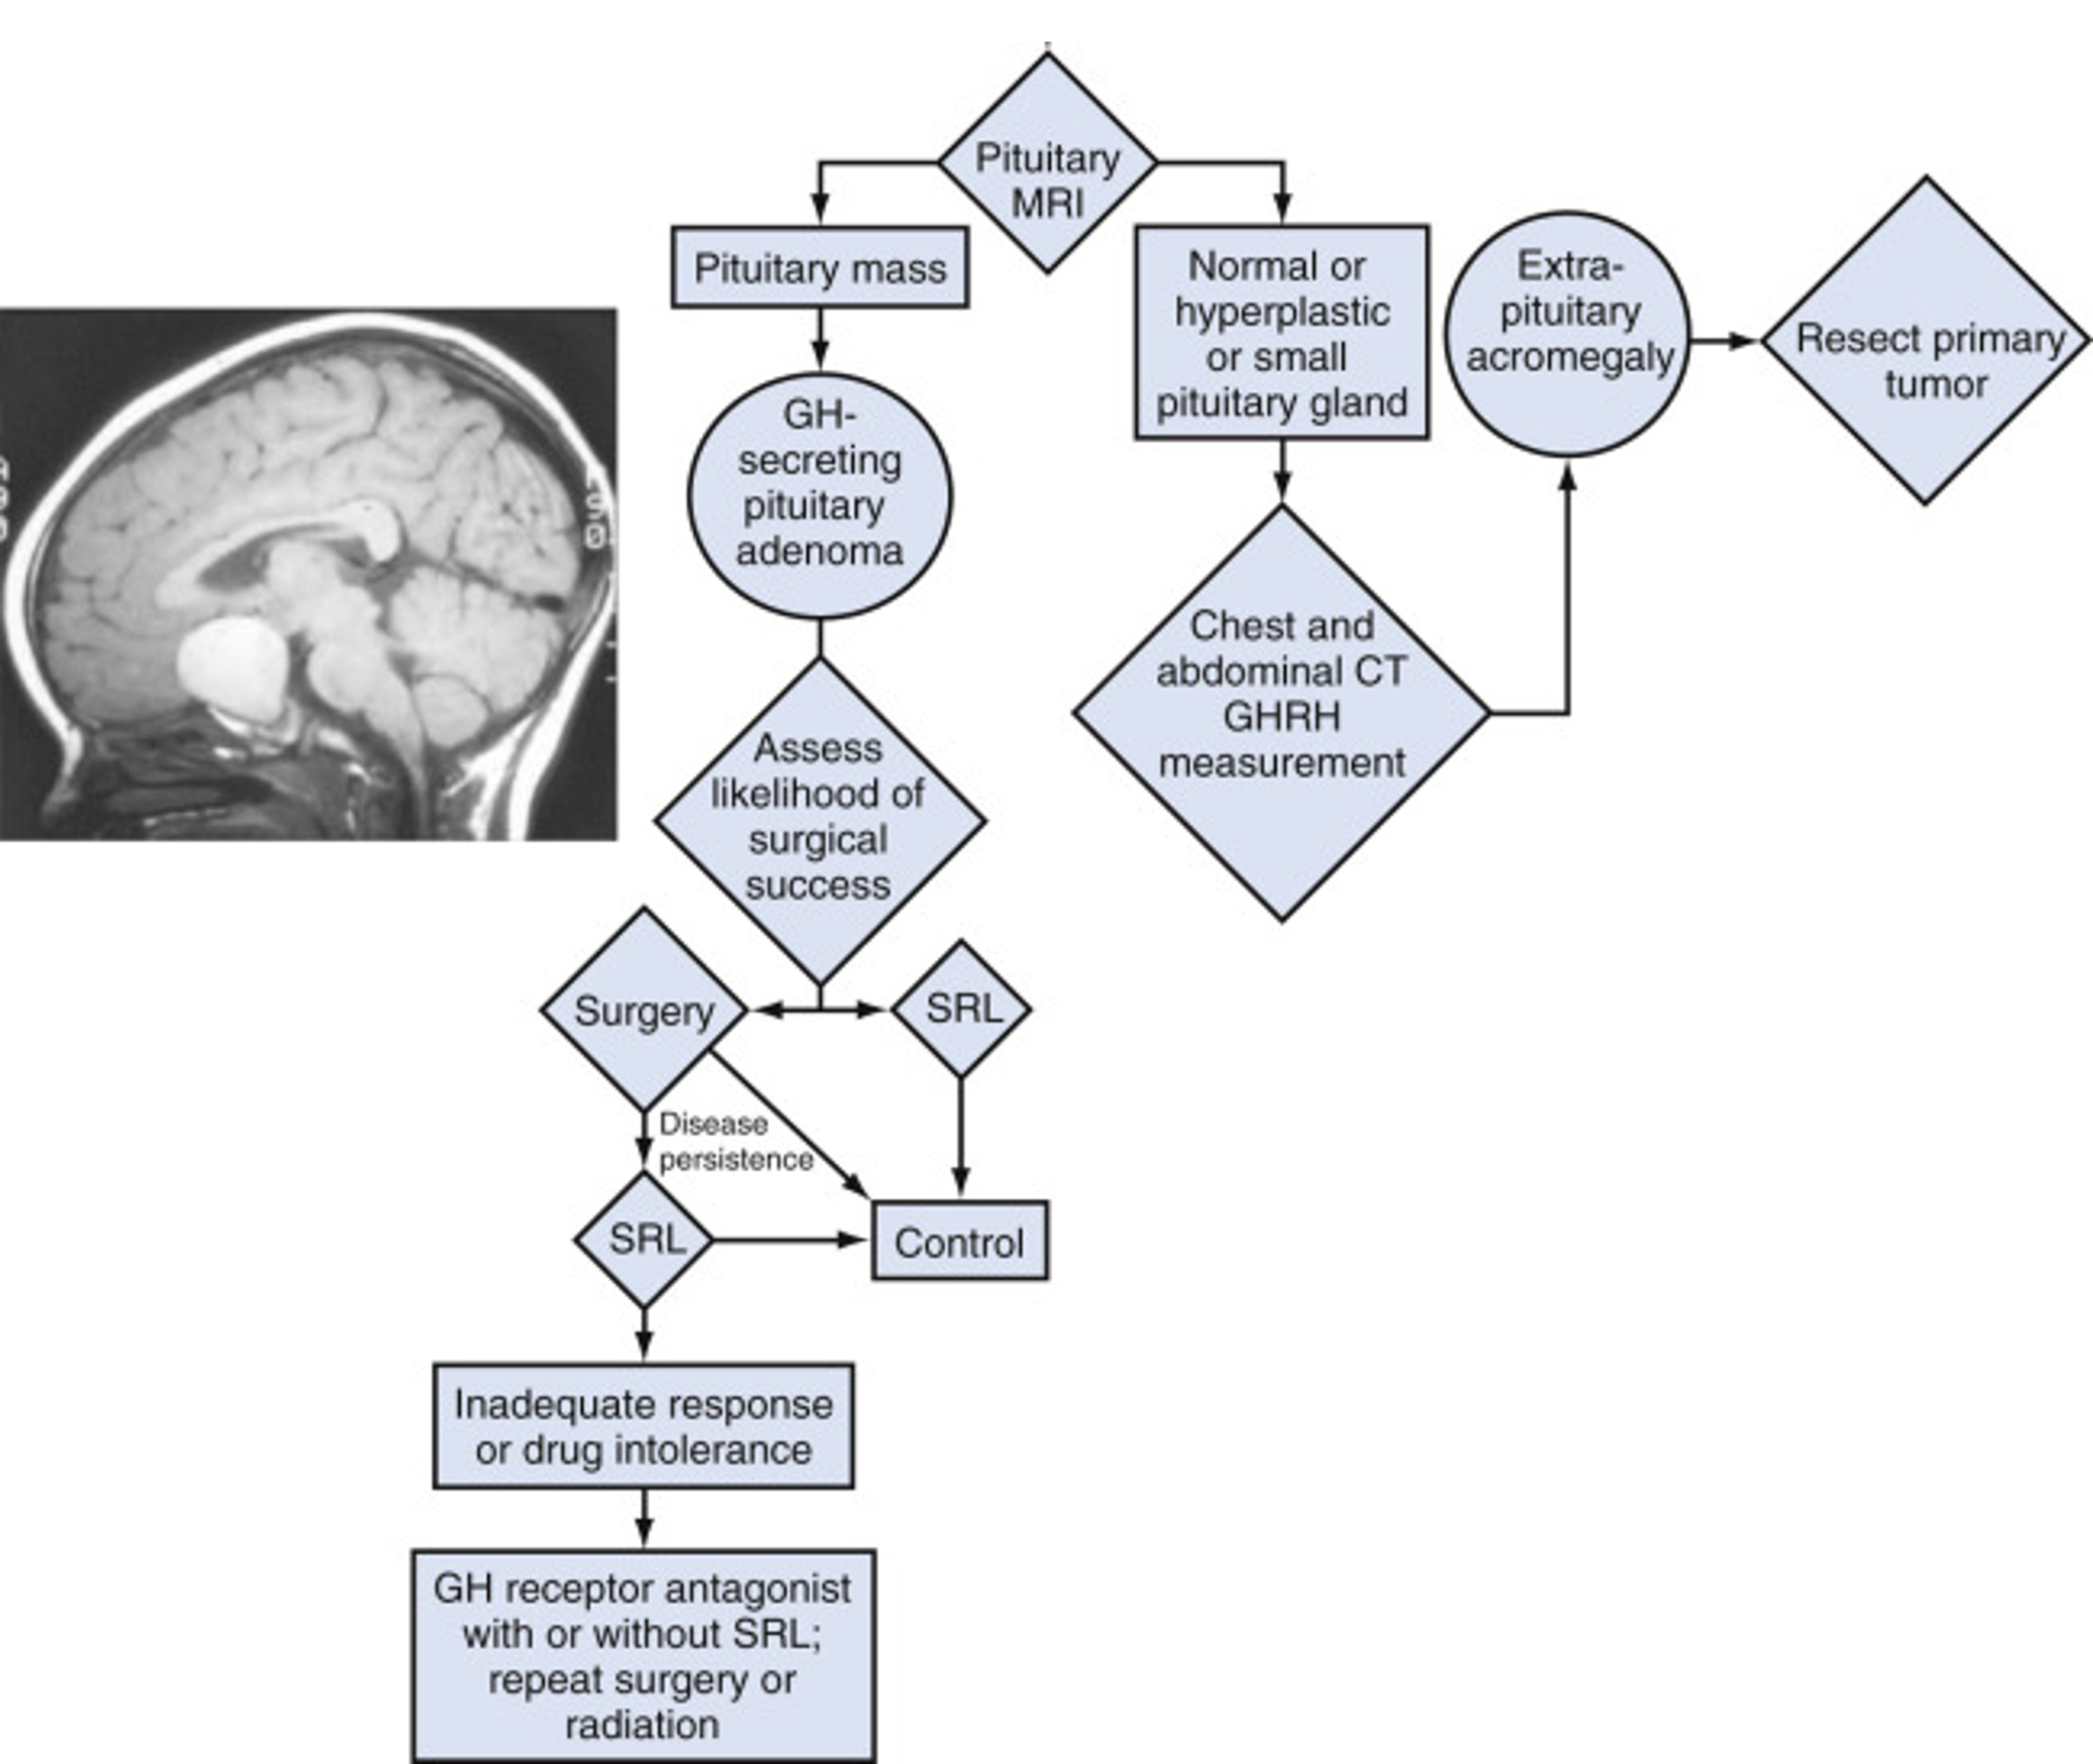 Pituitary
MRI
Pituitary mass
Normal or
hyperplastic
or small
pituitary gland
Extra-
pituitary
acromegaly
Resect primary
tumor
GH-
secreting
pituitary
adenoma
Chest and
abdominal CT
GHRH
measurement
Assess
likelihood of
surgical
success
Surgery
SRL
Disease
persistence
SRL
Control
Inadequate response
or drug intolerance
GH receptor antagonist
with or without SRL;
repeat surgery or
radiation